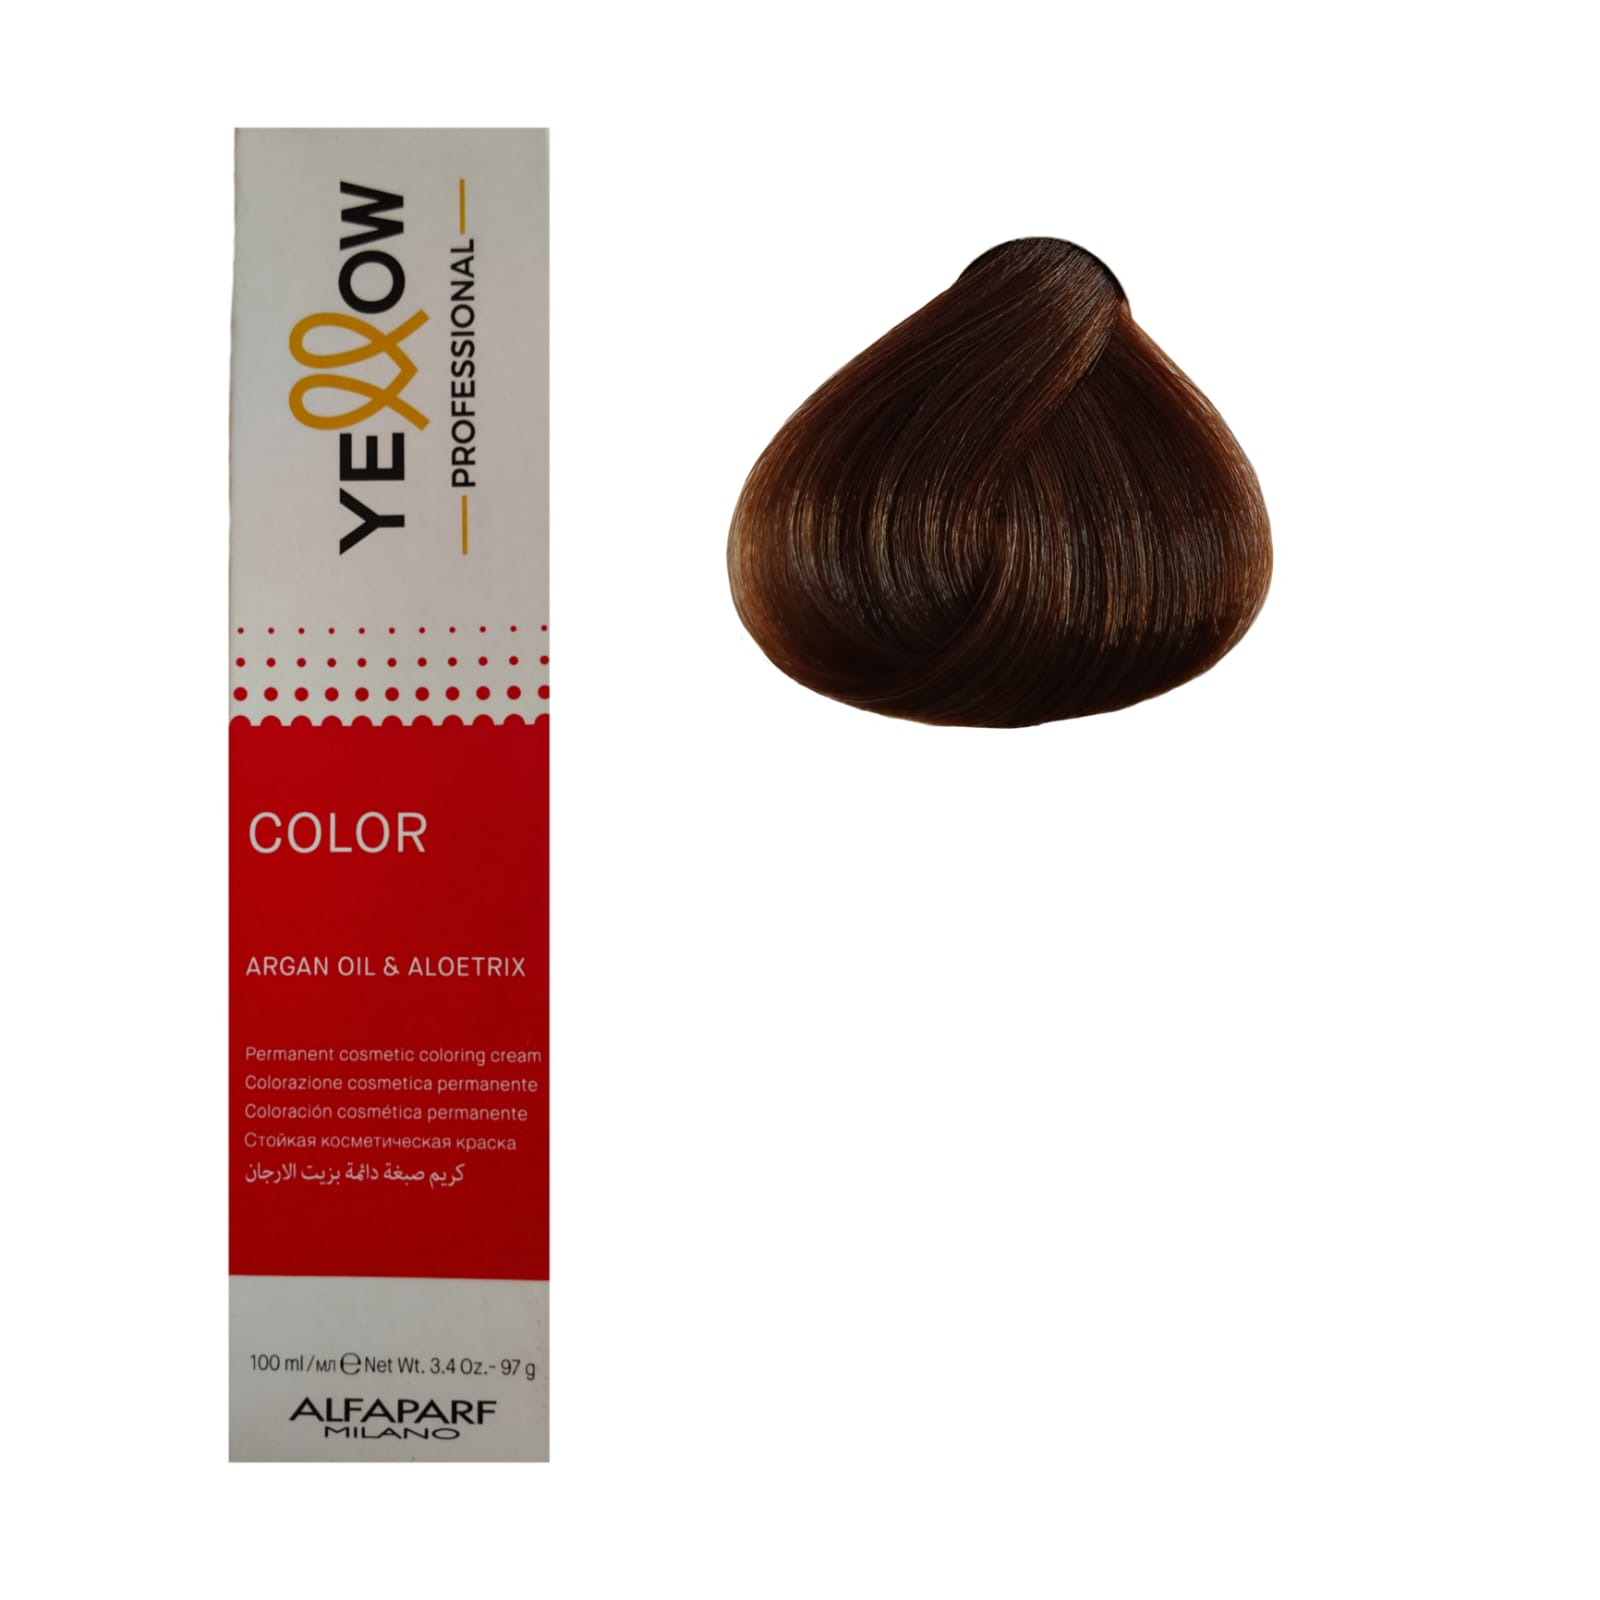 YELLOW
PROFESSIONAL
COLOR
ARGAN OIL & ALOETRIX
Permanent cosmetic coloring cream
Colorazione cosmetica permanente
Coloración cosmética permanente
Стойкая косметическая краска
كريم صبغة دائمة بزيت الارجان
100 ml/мл ℮ Net Wt. 3.4 Oz.- 97 g
ALFAPARF
MILANO